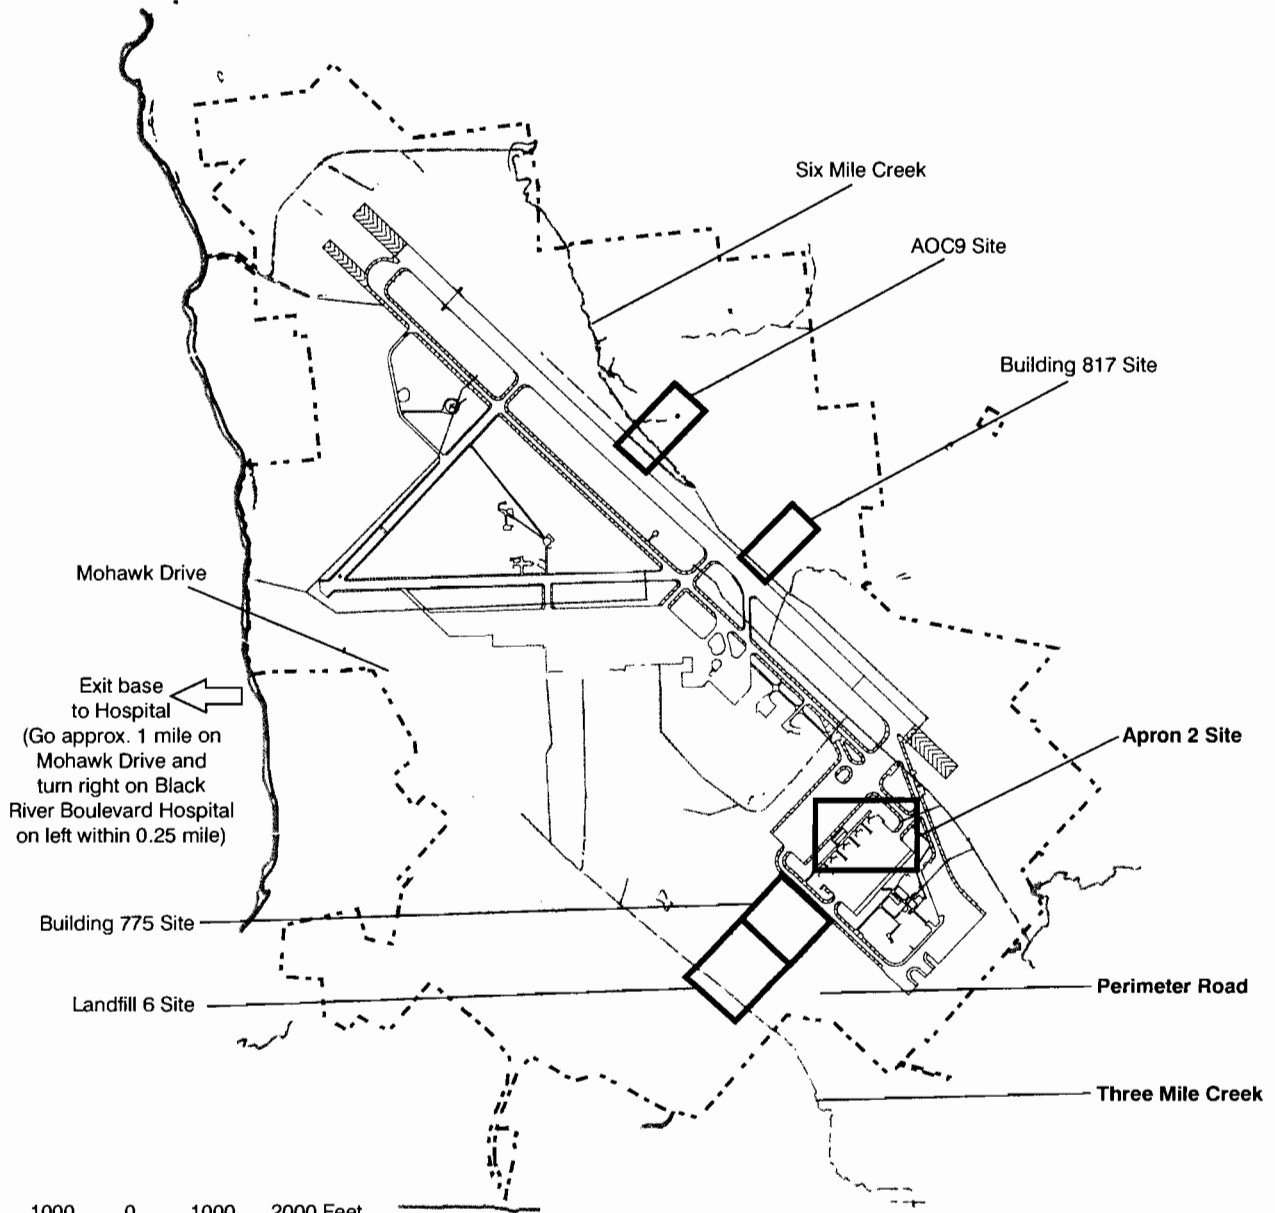 Six Mile Creek
AOC9 Site
Building 817 Site
Mohawk Drive
Exit base
to Hospital
(Go approx. 1 mile on
Mohawk Drive and
turn right on Black
River Boulevard Hospital
on left within 0.25 mile)
Apron 2 Site
Building 775 Site
Landfill 6 Site
Perimeter Road
Three Mile Creek
1000 0 1000 2000 Feet